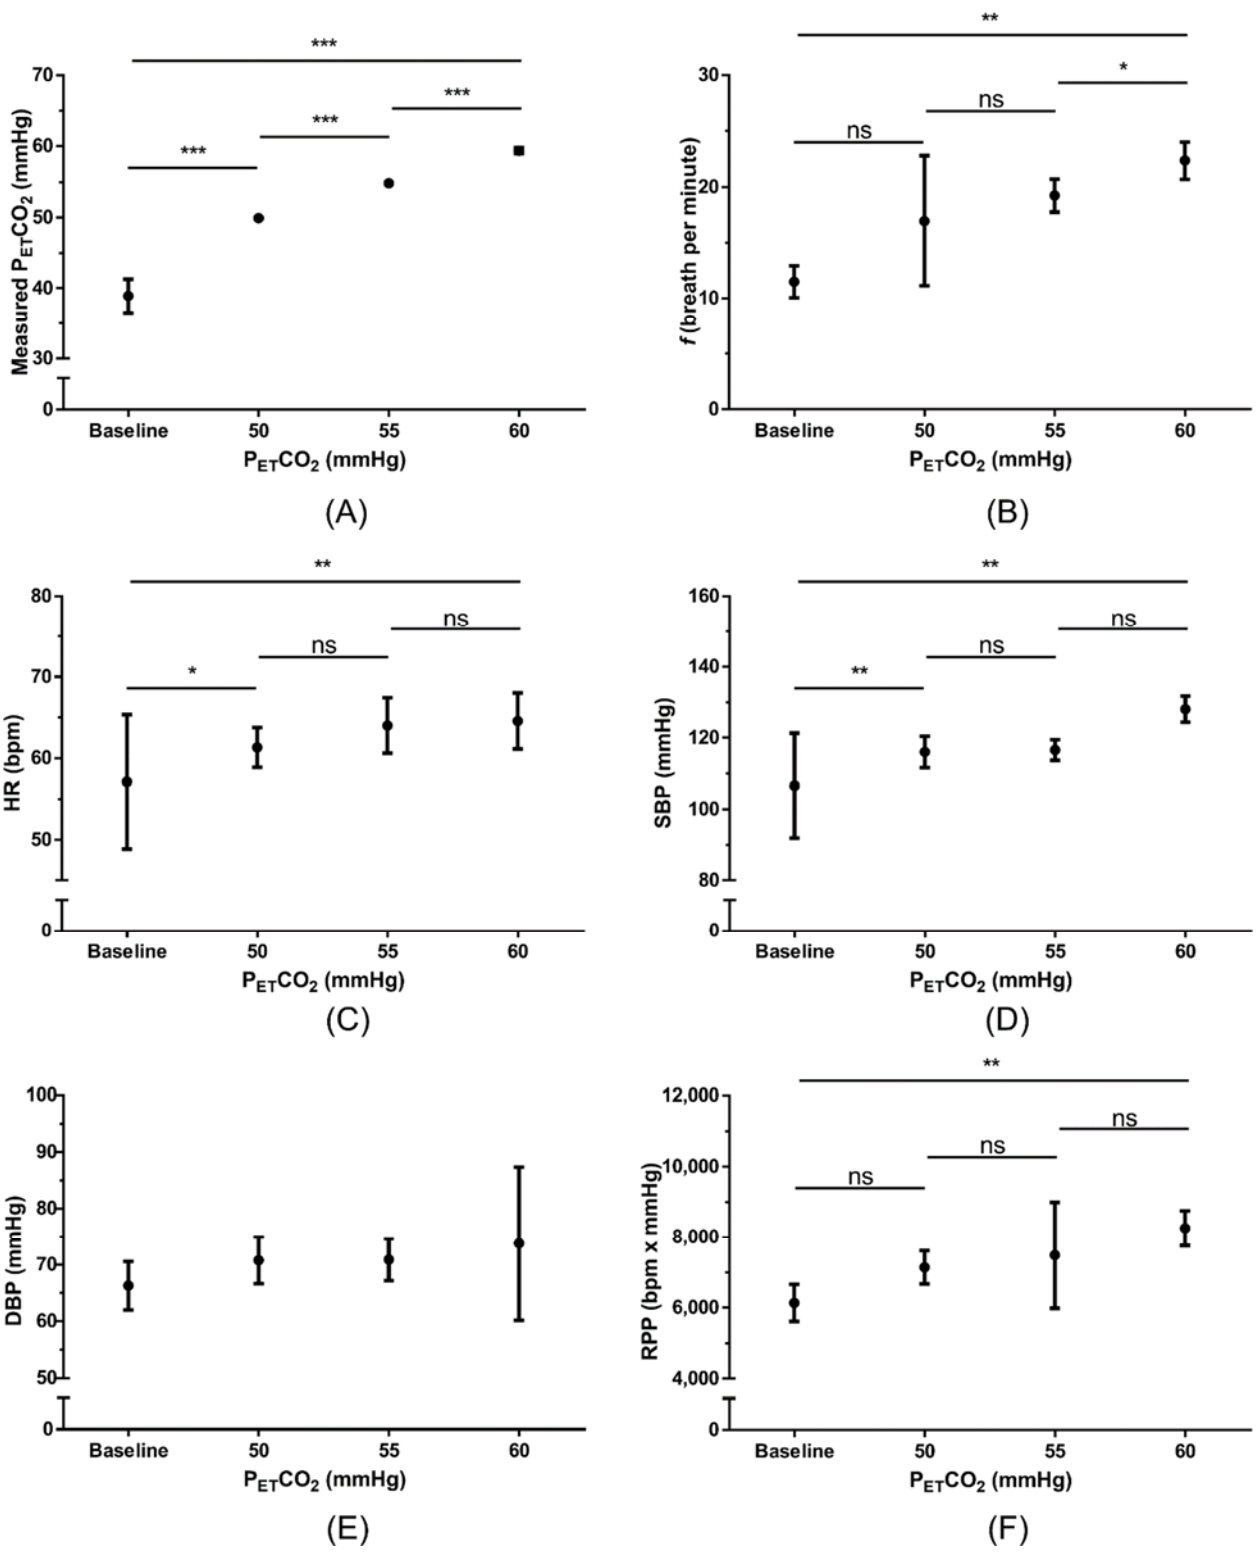 ***
***
***
***
70
60
50
40
30
0
Measured PETCO2 (mmHg)
Baseline 50 55 60
PETCO2 (mmHg)
(A)
**
*
ns
ns
30
20
10
0
f (breath per minute)
Baseline 50 55 60
PETCO2 (mmHg)
(B)
**
ns
ns
*
80
70
60
50
0
HR (bpm)
Baseline 50 55 60
PETCO2 (mmHg)
(C)
**
ns
ns
**
160
140
120
100
80
0
SBP (mmHg)
Baseline 50 55 60
PETCO2 (mmHg)
(D)
100
90
80
70
60
50
0
DBP (mmHg)
Baseline 50 55 60
PETCO2 (mmHg)
(E)
**
ns
ns
ns
12,000
10,000
8,000
6,000
4,000
0
RPP (bpm x mmHg)
Baseline 50 55 60
PETCO2 (mmHg)
(F)